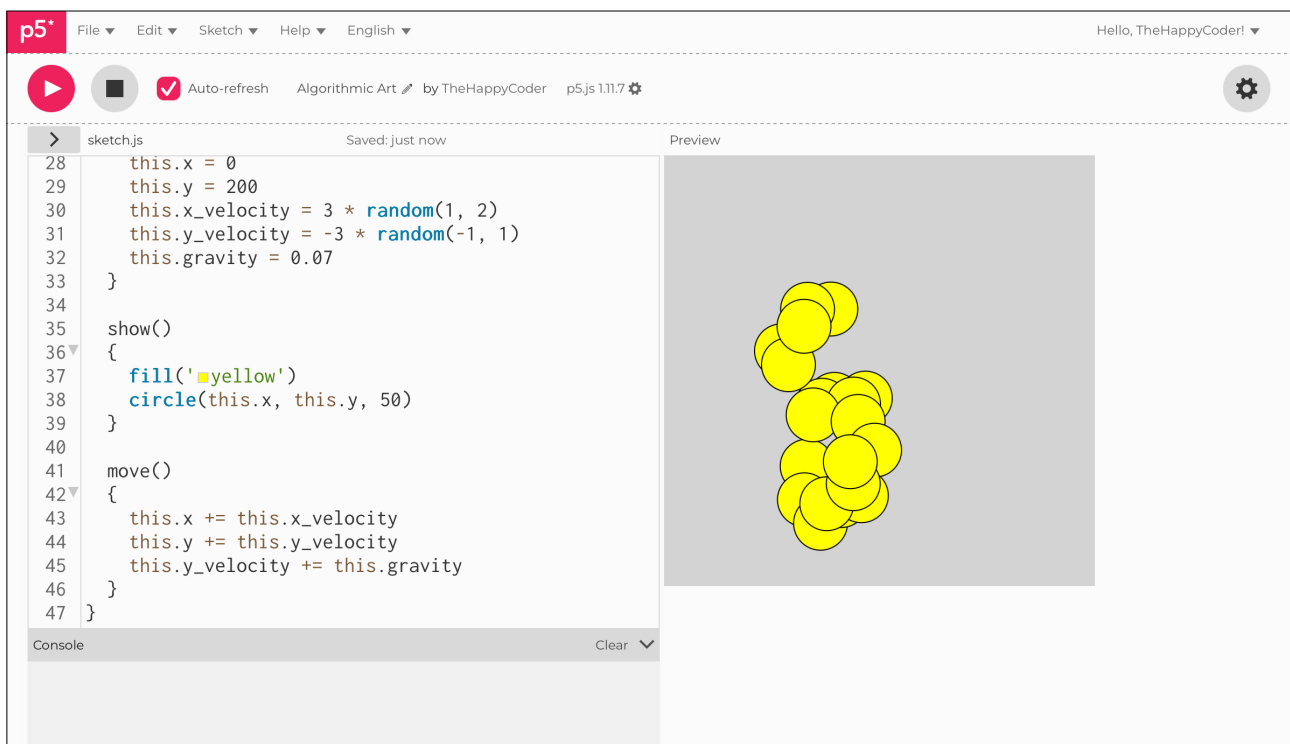 p5* File Edit Sketch Help English Hello, TheHappyCoder!
Auto-refresh Algorithmic Art by TheHappyCoder p5.js 1.11.7
sketch.js Saved: just now Preview
28 this.x = 0
29 this.y = 200
30 this.x_velocity = 3 * random(1, 2)
31 this.y_velocity = -3 * random(-1, 1)
32 this.gravity = 0.07
33 }
34
35 show()
36 {
37 fill('yellow')
38 circle(this.x, this.y, 50)
39 }
40
41 move()
42 {
43 this.x += this.x_velocity
44 this.y += this.y_velocity
45 this.y_velocity += this.gravity
46 }
47 }
Console Clear